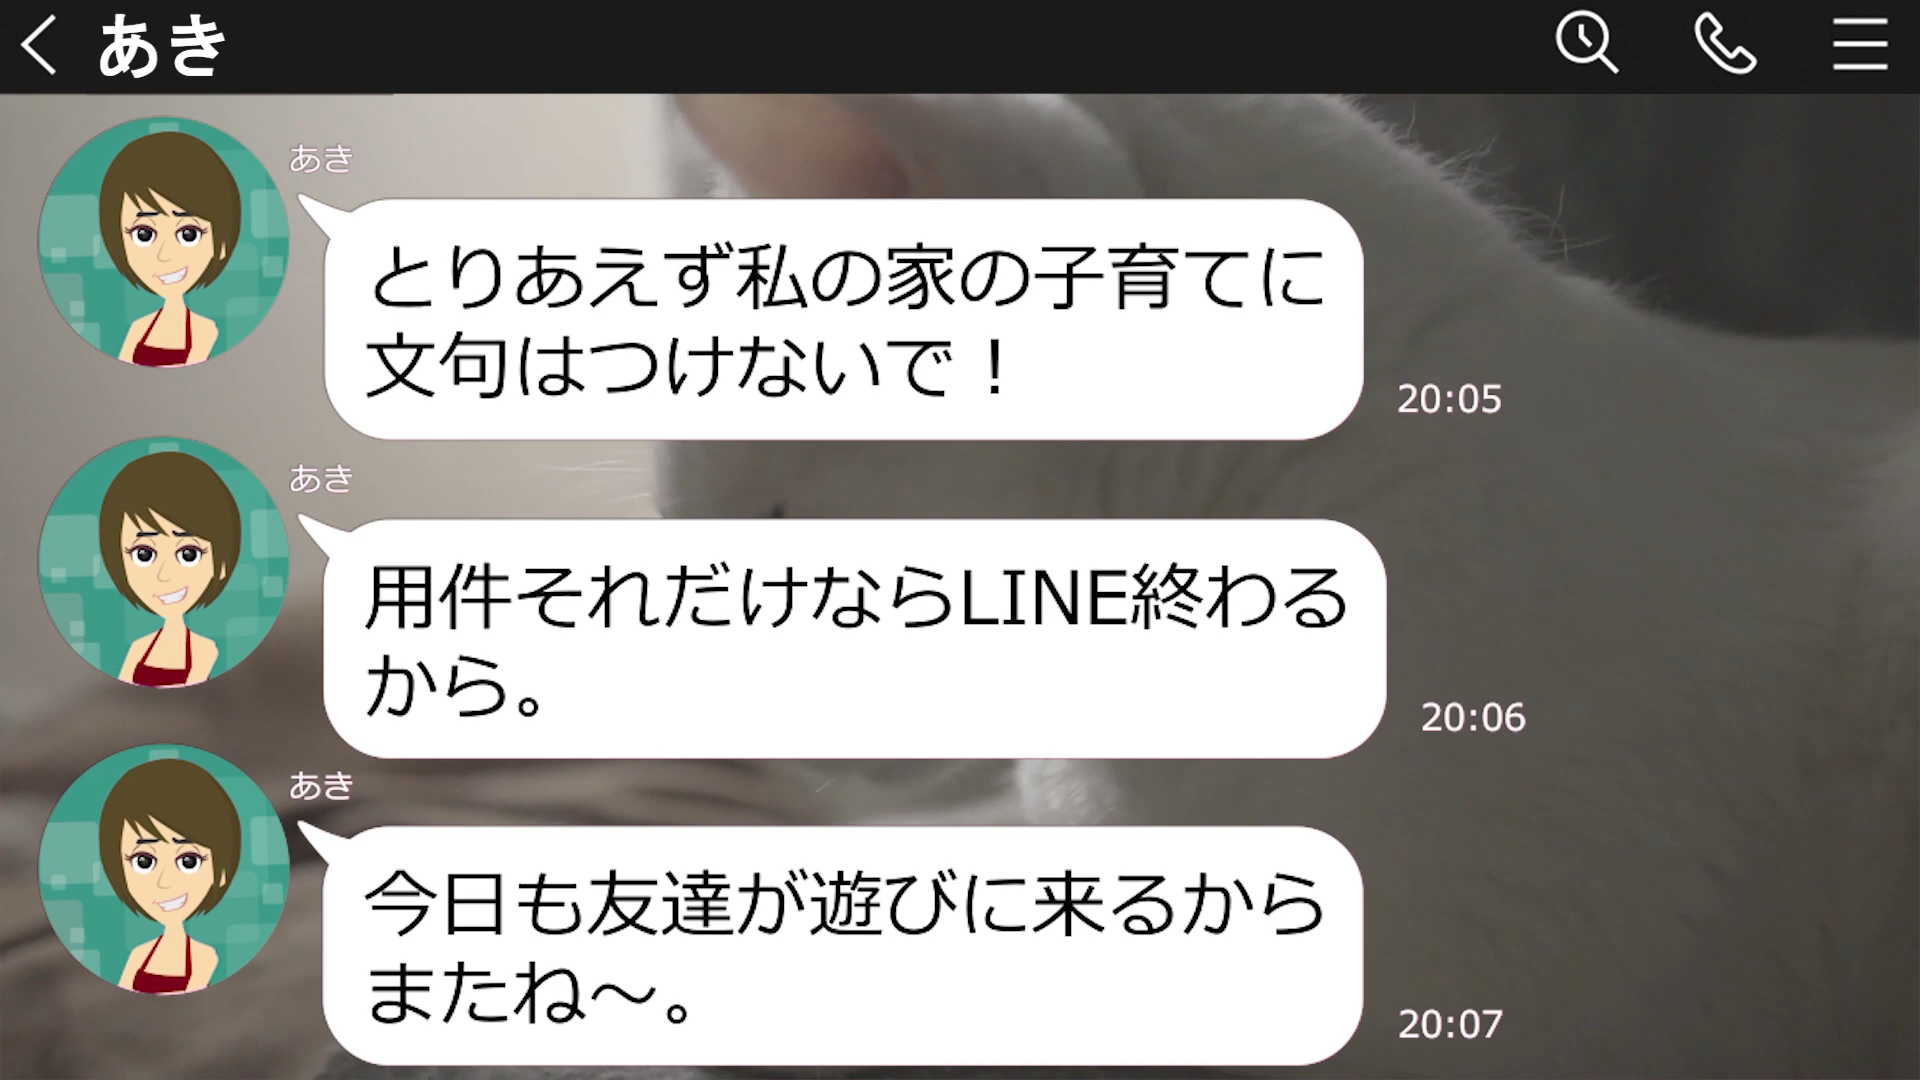 あき
あき
とりあえず私の家の子育てに
文句はつけないで！
20:05
あき
用件それだけならLINE終わる
から。
20:06
あき
今日も友達が遊びに来るから
またね〜。
20:07